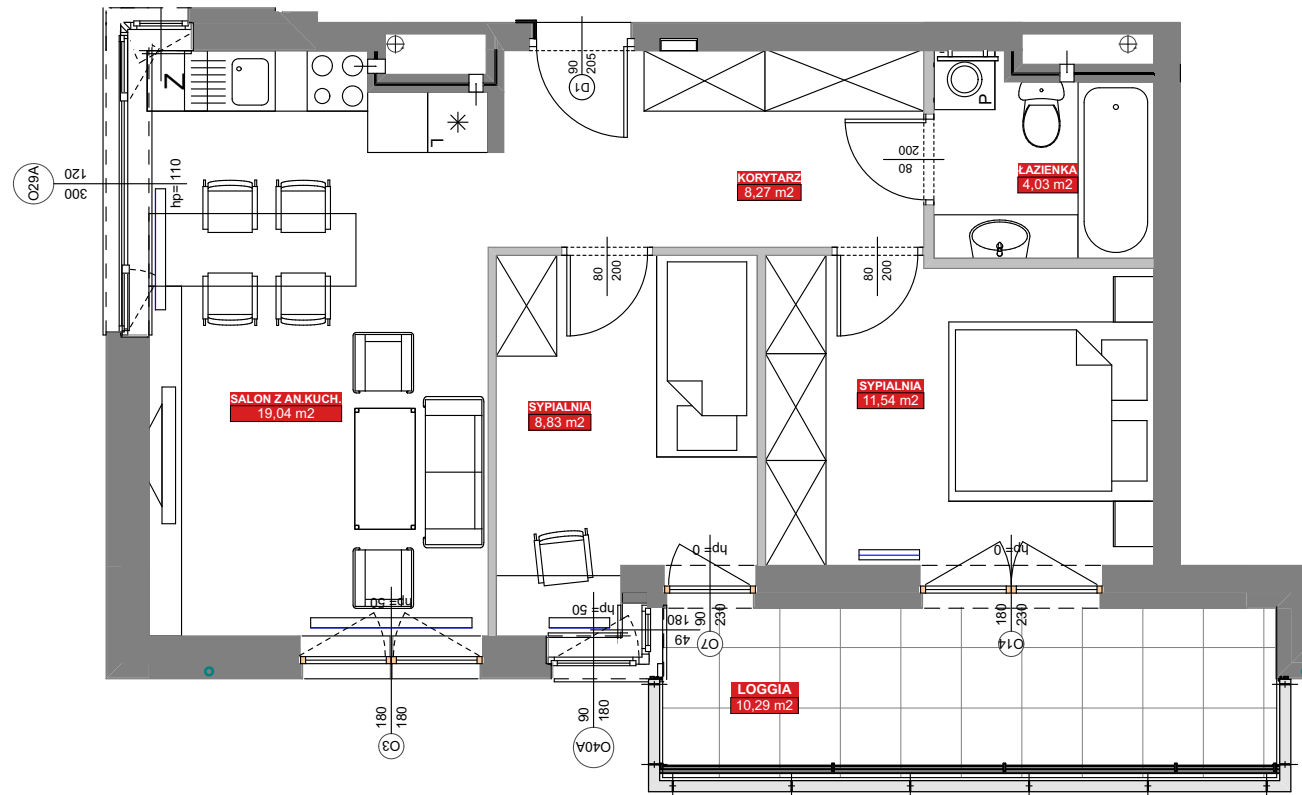 Z
L
90
205
D1
P
O29A
120
300
hp= 110
KORYTARZ
8,27 m2
200
80
ŁAZIENKA
4,03 m2
80
200
80
200
SALON Z AN.KUCH.
19,04 m2
SYPIALNIA
8,83 m2
SYPIALNIA
11,54 m2
hp=50
hp=50
hp=0
hp=0
180
49
90
230
O7
180
230
O14
LOGGIA
10,29 m2
180
180
O3
90
180
O40A